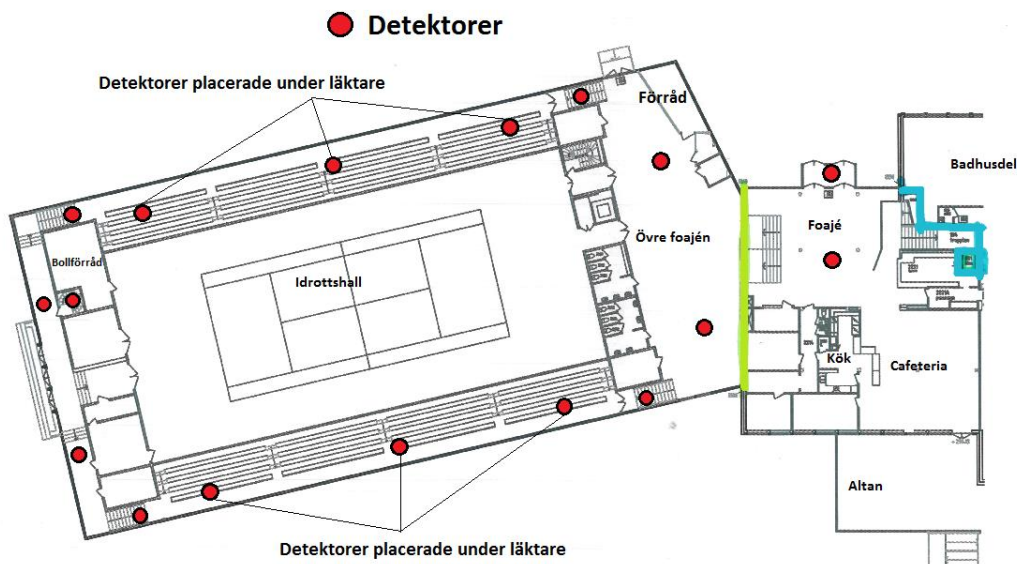 Detektorer
Detektorer placerade under läktare
Förråd
Badhusdel
Foajé
Övre foajén
Bollförråd
Idrottshall
Kök
Cafeteria
Altan
Detektorer placerade under läktare